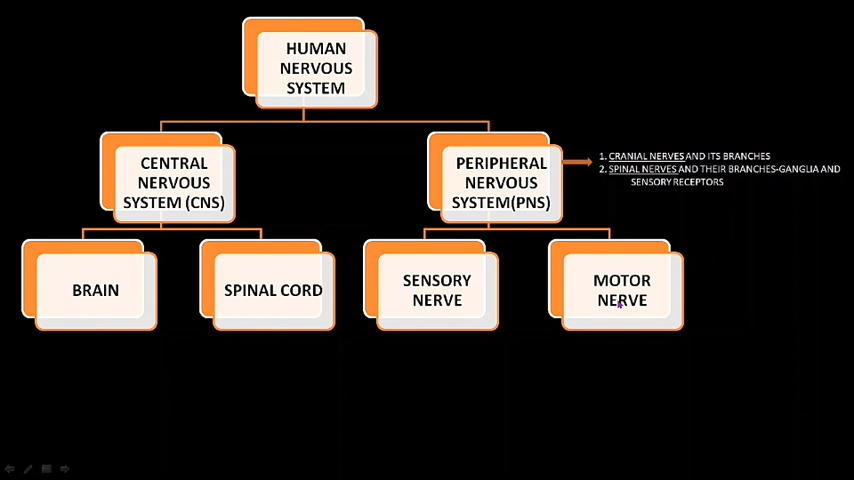 HUMAN
NERVOUS
SYSTEM
CENTRAL
NERVOUS
SYSTEM (CNS)
PERIPHERAL
NERVOUS
SYSTEM(PNS)
1. CRANIAL NERVES AND ITS BRANCHES
2. SPINAL NERVES AND THEIR BRANCHES-GANGLIA AND
SENSORY RECEPTORS
BRAIN
SPINAL CORD
SENSORY
NERVE
MOTOR
NERVE